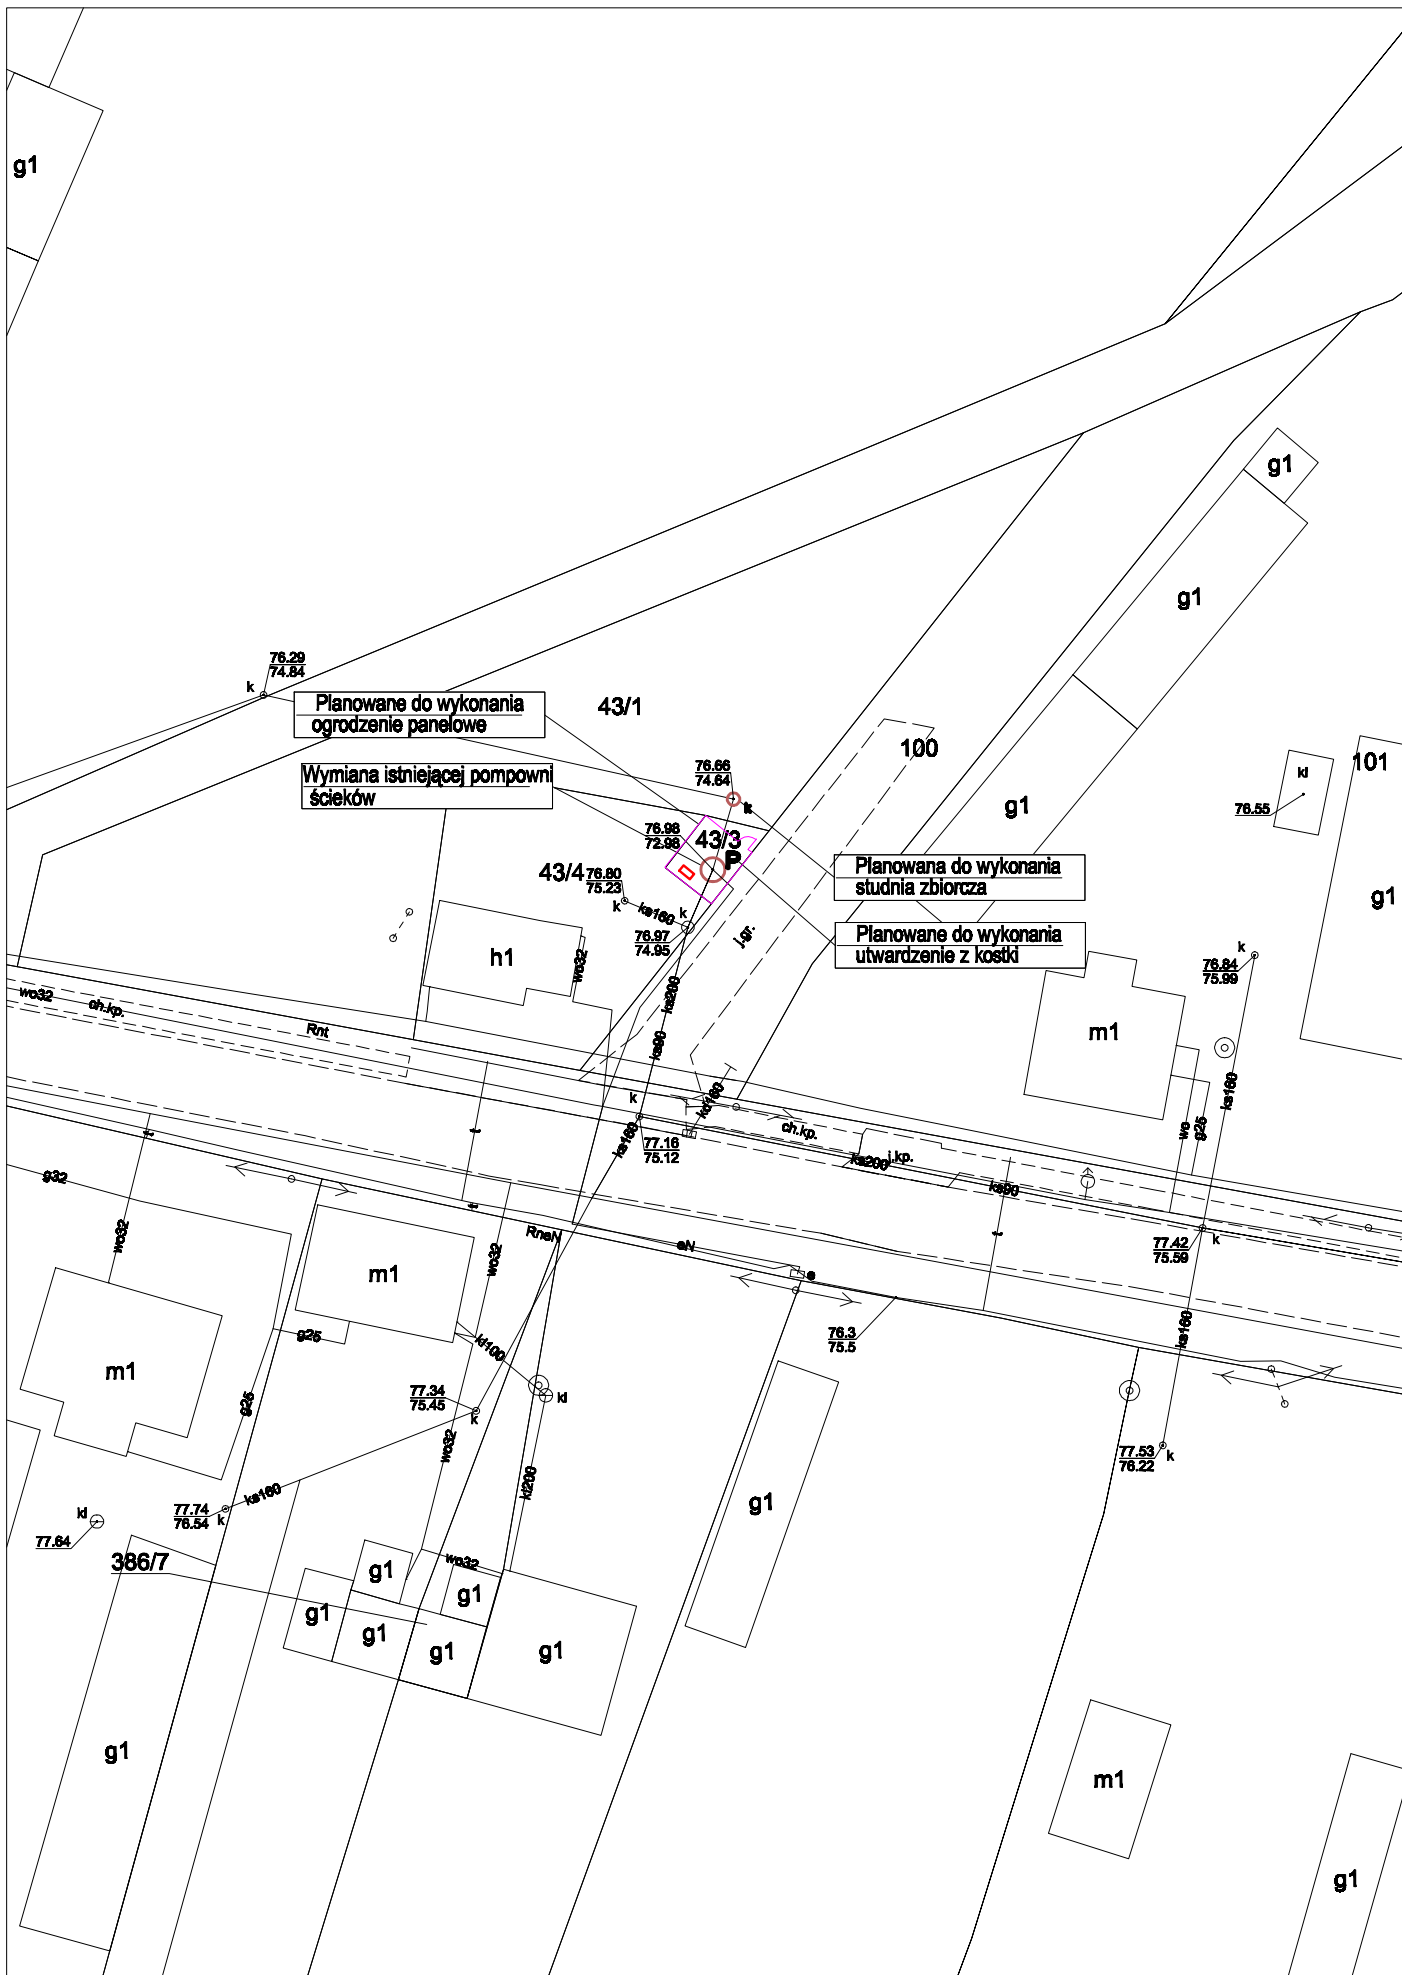 g1
g1
g1
76.29
74.84
k
Planowane do wykonania
ogrodzenie panelowe
43/1
100
101
kl
76.55
Wymiana istniejącej pompowni
ścieków
76.66
74.64
g1
76.98
72.98
43/3
P
43/4
76.80
75.23
k
ks160
k
76.97
74.95
Planowana do wykonania
studnia zbiorcza
Planowane do wykonania
utwardzenie z kostki
g1
j.gr.
h1
wo32
k
76.84
75.99
wo32
ch.kp.
Rnt
ks200
ks90
m1
ks160
k
kd160
ch.kp.
wo
g25
ks160
77.16
75.12
ks200
j.kp.
ks90
t
t
t
t
g32
wo32
RneN
eN
e
77.42
75.59
k
wo32
m1
m1
g25
76.3
75.5
ks160
kl100
77.34
75.45
k
kl
g25
wo32
kl200
77.53
76.22
k
ks160
77.74
76.54
k
kl
77.64
g1
386/7
wo32
g1
g1
g1
g1
g1
g1
g1
m1
g1